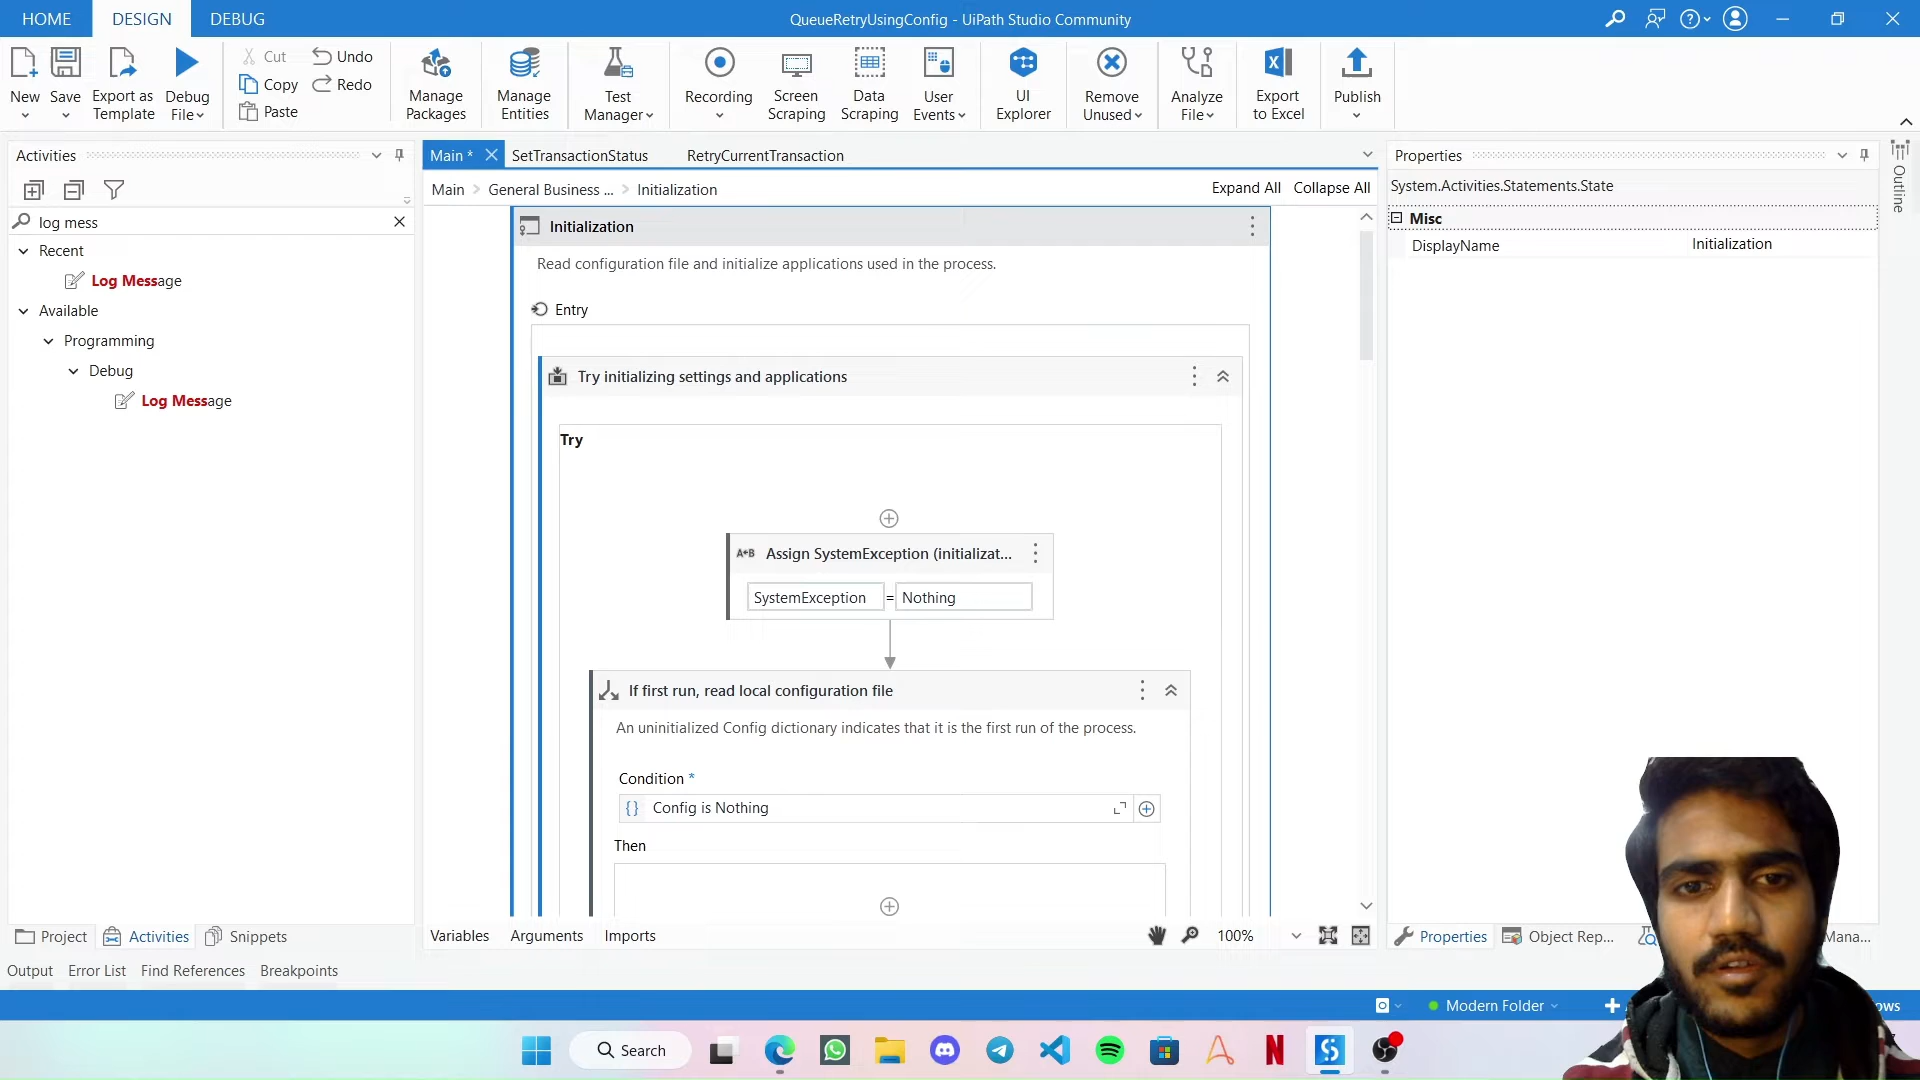 HOME DESIGN DEBUG QueueRetryUsingConfig - UiPath Studio Community
New Save Export as Template Debug File Cut Copy Paste Undo Redo Manage Packages Manage Entities Test Manager Recording Screen Scraping Data Scraping User Events UI Explorer Remove Unused Analyze File Export to Excel Publish
Activities
log mess
Recent
Log Message
Available
Programming
Debug
Log Message
Project Activities Snippets
Main * SetTransactionStatus RetryCurrentTransaction
Main > General Business ... > Initialization Expand All Collapse All
Initialization
Read configuration file and initialize applications used in the process.
Entry
Try initializing settings and applications
Try
A+B Assign SystemException (initializat...
SystemException = Nothing
If first run, read local configuration file
An uninitialized Config dictionary indicates that it is the first run of the process.
Condition *
{} Config is Nothing
Then
Variables Arguments Imports 100%
Properties
System.Activities.Statements.State
Misc
DisplayName Initialization
Outline
Properties Object Rep... Mana...
Output Error List Find References Breakpoints
Modern Folder
Search